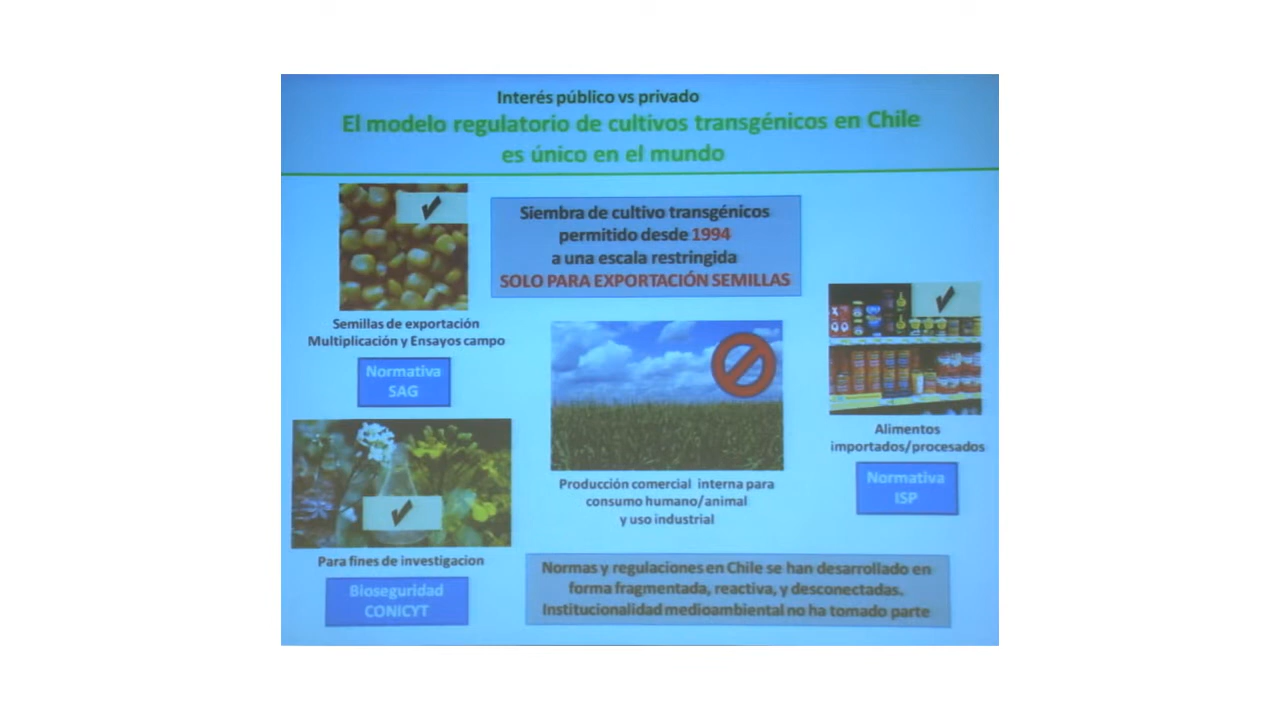 Interés público vs privado
El modelo regulatorio de cultivos transgénicos en Chile
es único en el mundo
Siembra de cultivo transgénicos
permitido desde 1994
a una escala restringida
SOLO PARA EXPORTACIÓN SEMILLAS
Semillas de exportación
Multiplicación y Ensayos campo
Normativa
SAG
Para fines de investigacion
Bioseguridad
CONICYT
Producción comercial interna para
consumo humano/animal
y uso industrial
Alimentos
importados/procesados
Normativa
ISP
Normas y regulaciones en Chile se han desarrollado en
forma fragmentada, reactiva, y desconectadas.
Institucionalidad medioambiental no ha tomado parte